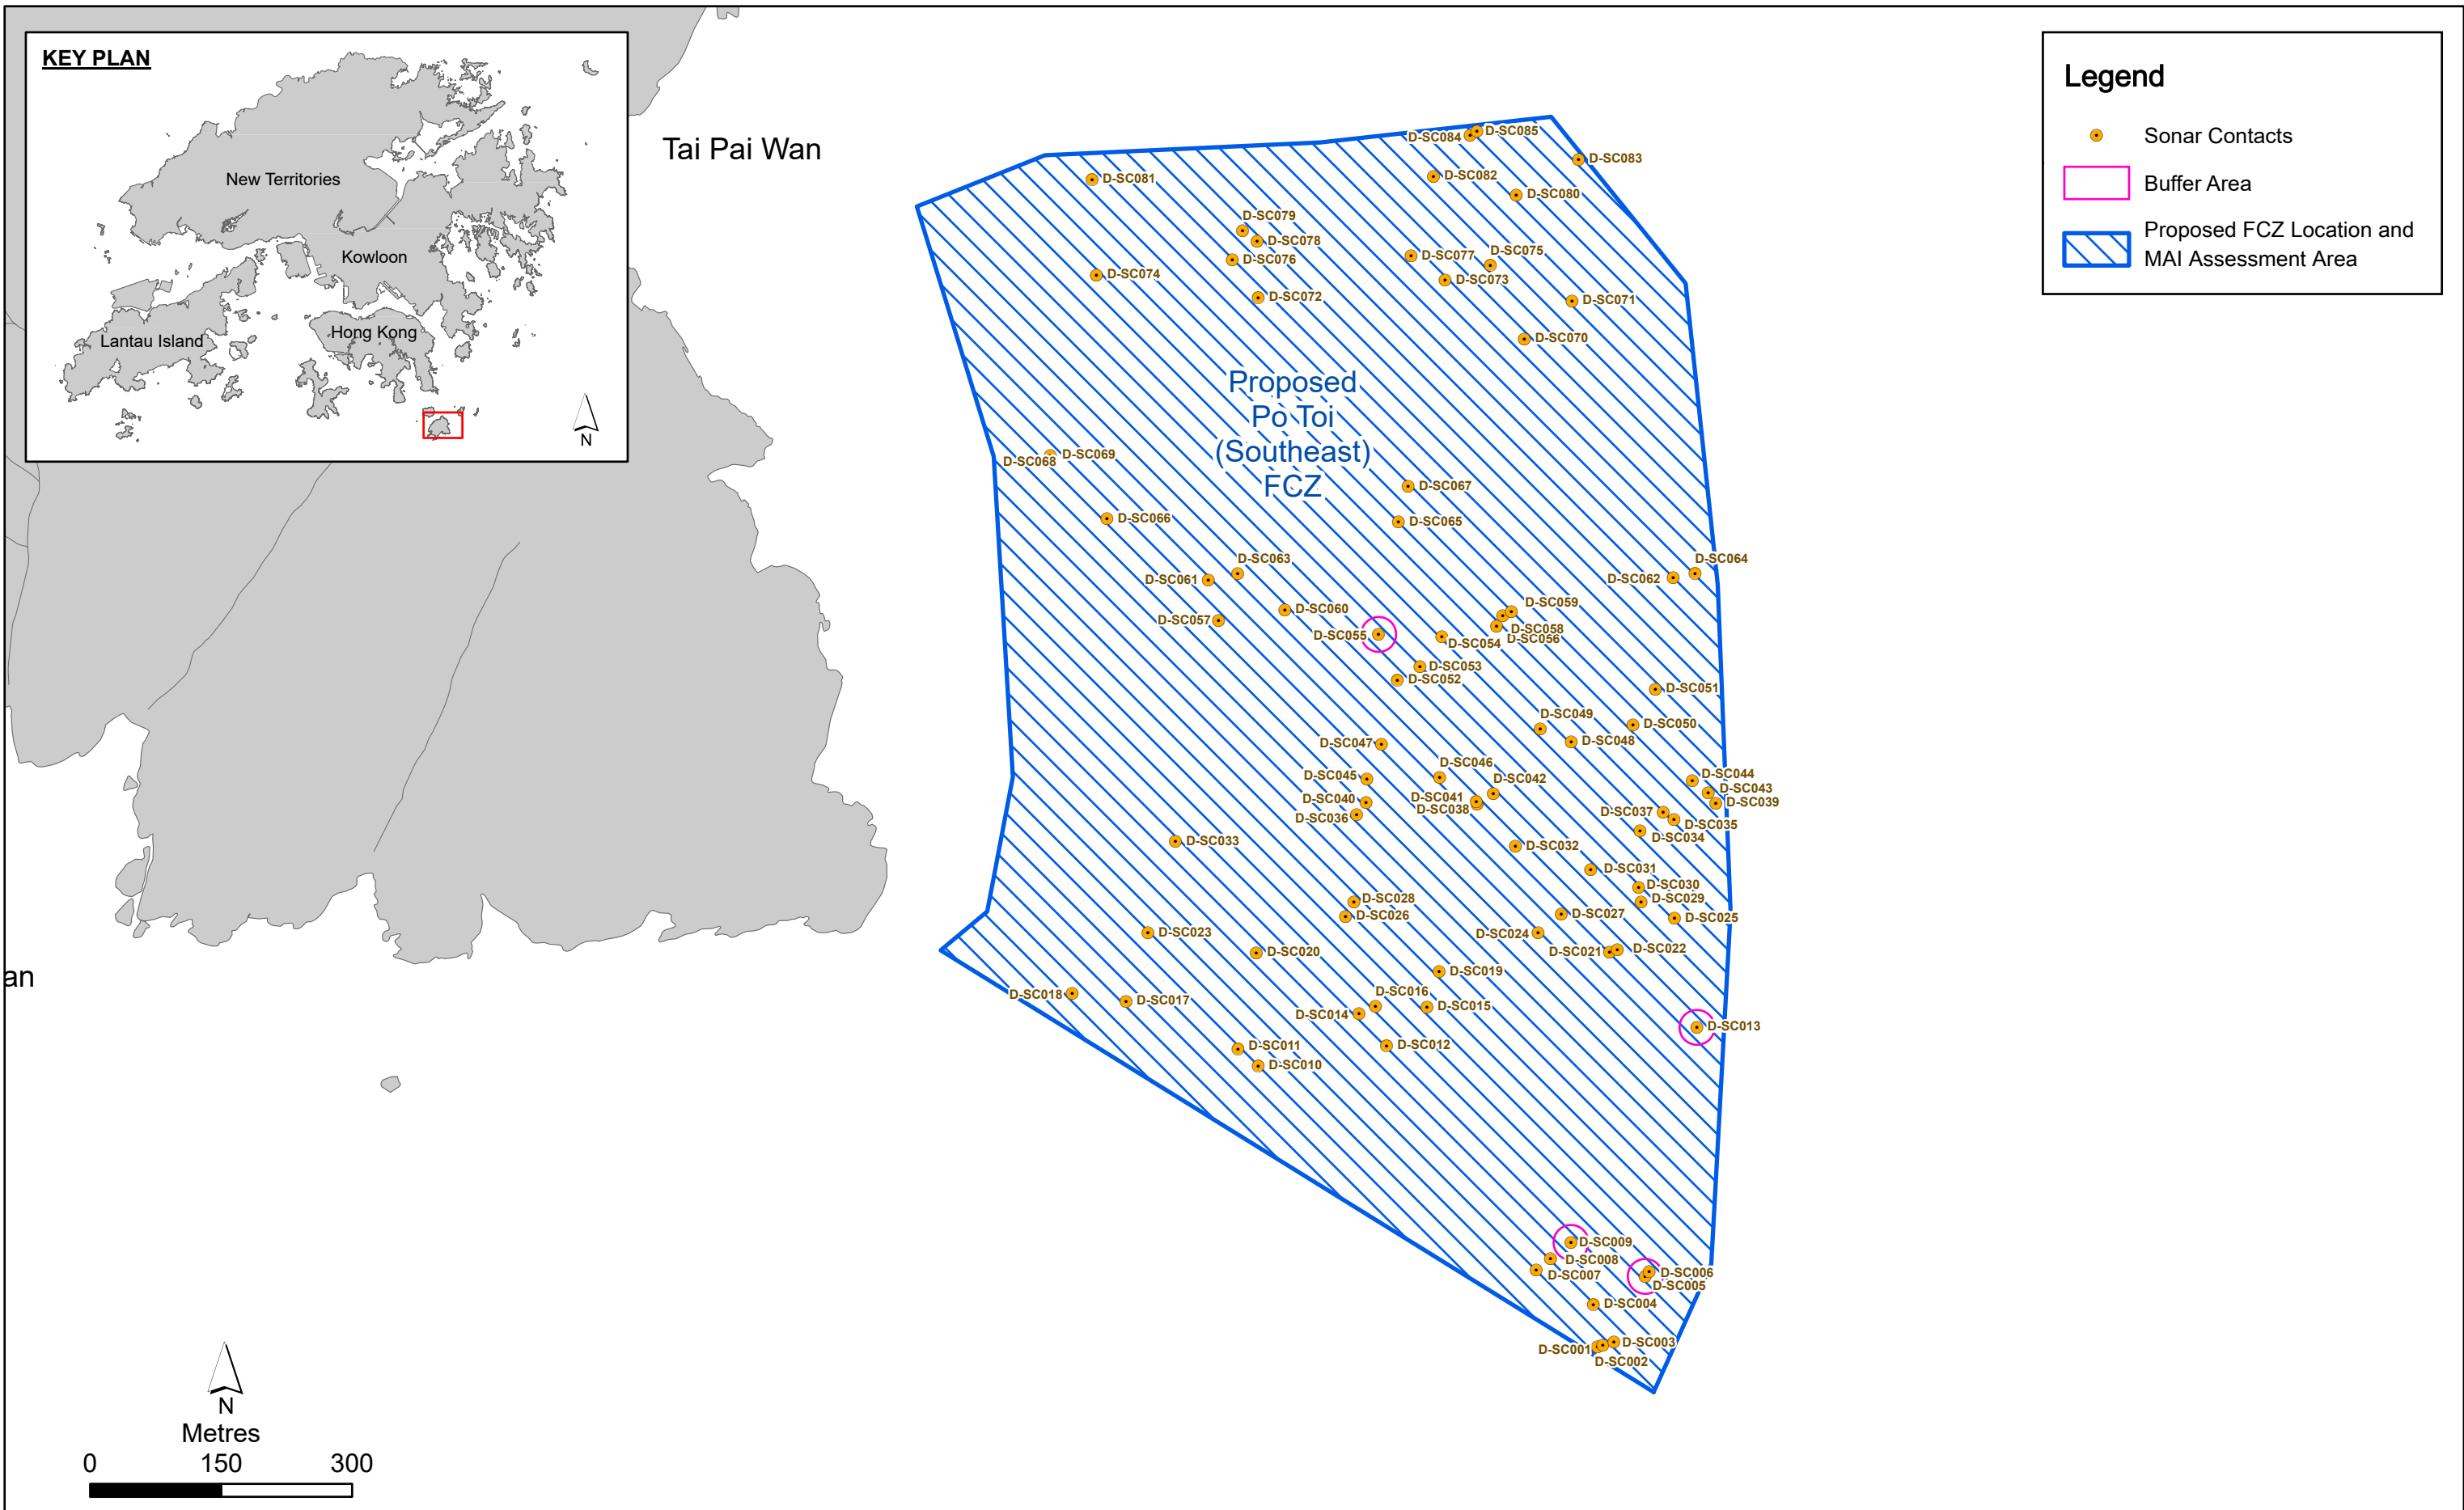 KEY PLAN
New Territories
Kowloon
Hong Kong
Lantau Island
N
Tai Pai Wan
Legend
Sonar Contacts
Buffer Area
Proposed FCZ Location and
MAI Assessment Area
D-SC084
D-SC085
D-SC083
D-SC082
D-SC081
D-SC080
D-SC079
D-SC078
D-SC077
D-SC075
D-SC076
D-SC074
D-SC073
D-SC072
D-SC071
D-SC070
Proposed
Po Toi
(Southeast)
FCZ
D-SC068
D-SC069
D-SC067
D-SC066
D-SC065
D-SC063
D-SC064
D-SC061
D-SC062
D-SC060
D-SC059
D-SC057
D-SC058
D-SC055
D-SC056
D-SC054
D-SC053
D-SC052
D-SC051
D-SC049
D-SC050
D-SC047
D-SC048
D-SC046
D-SC045
D-SC044
D-SC042
D-SC043
D-SC041
D-SC040
D-SC039
D-SC038
D-SC037
D-SC036
D-SC035
D-SC034
D-SC033
D-SC032
D-SC031
D-SC030
D-SC028
D-SC029
D-SC026
D-SC027
D-SC025
D-SC023
D-SC024
D-SC022
D-SC020
D-SC021
D-SC019
an
D-SC018
D-SC017
D-SC016
D-SC015
D-SC014
D-SC013
D-SC012
D-SC011
D-SC010
D-SC009
D-SC008
D-SC006
D-SC007
D-SC005
D-SC004
D-SC003
D-SC001
D-SC002
N
Metres
0 150 300